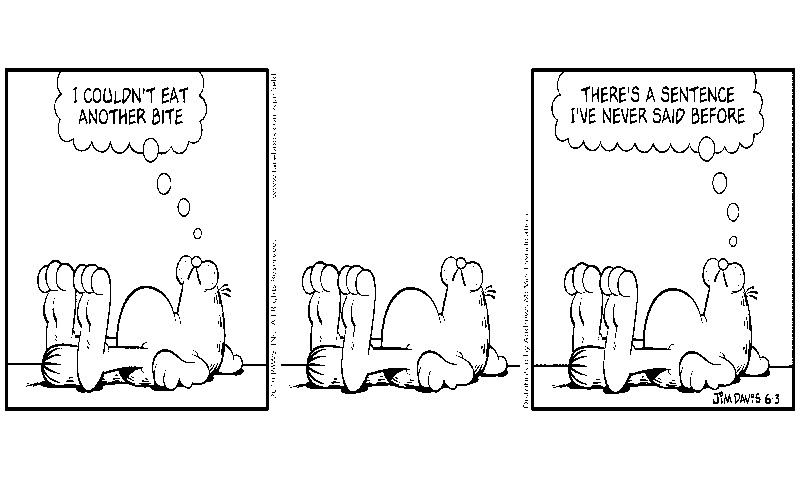 I COULDN'T EAT
ANOTHER BITE
THERE'S A SENTENCE
I'VE NEVER SAID BEFORE
JIM DAVIS 6-3